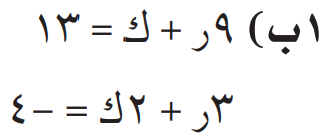 ١ب) ٩ر + ك = ١٣
٣ر + ٢ك = −٤